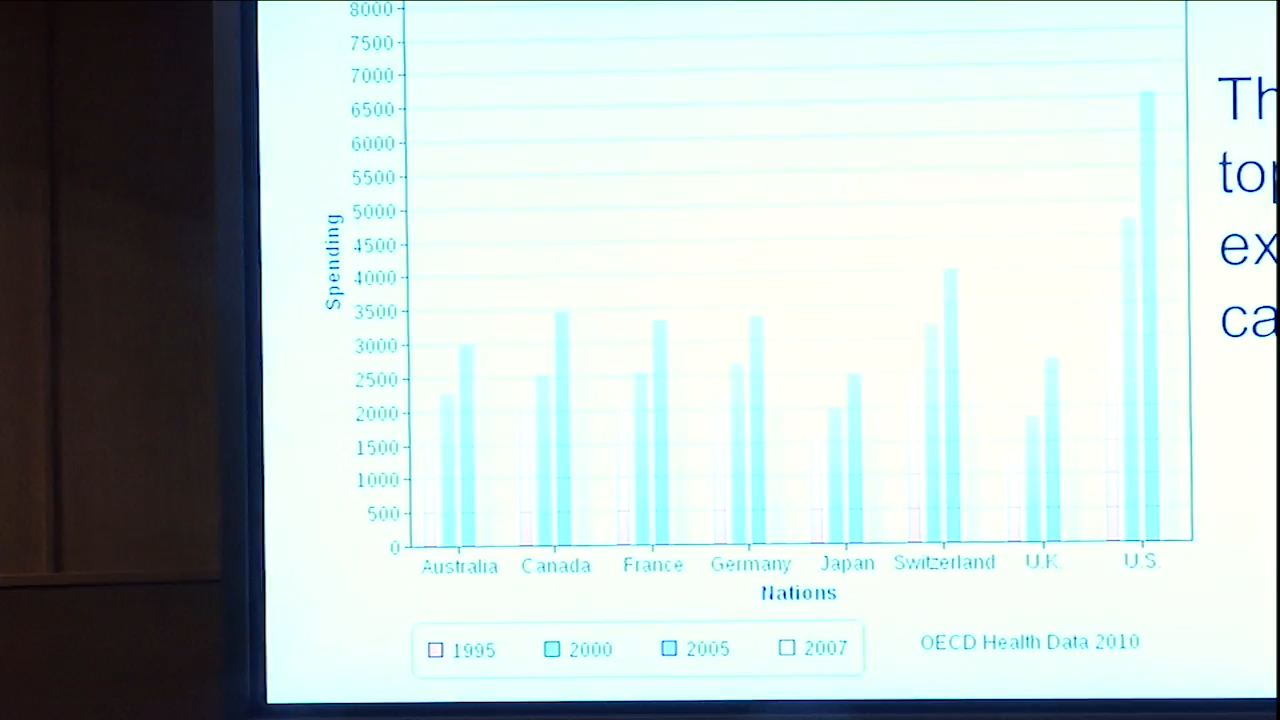 8000
7500
7000
6500
6000
5500
5000
4500
4000
3500
3000
2500
2000
1500
1000
500
0
Spending
Australia Canada France Germany Japan Switzerland U.K. U.S.
Nations
1995 2000 2005 2007
OECD Health Data 2010
Th
top
ex
ca